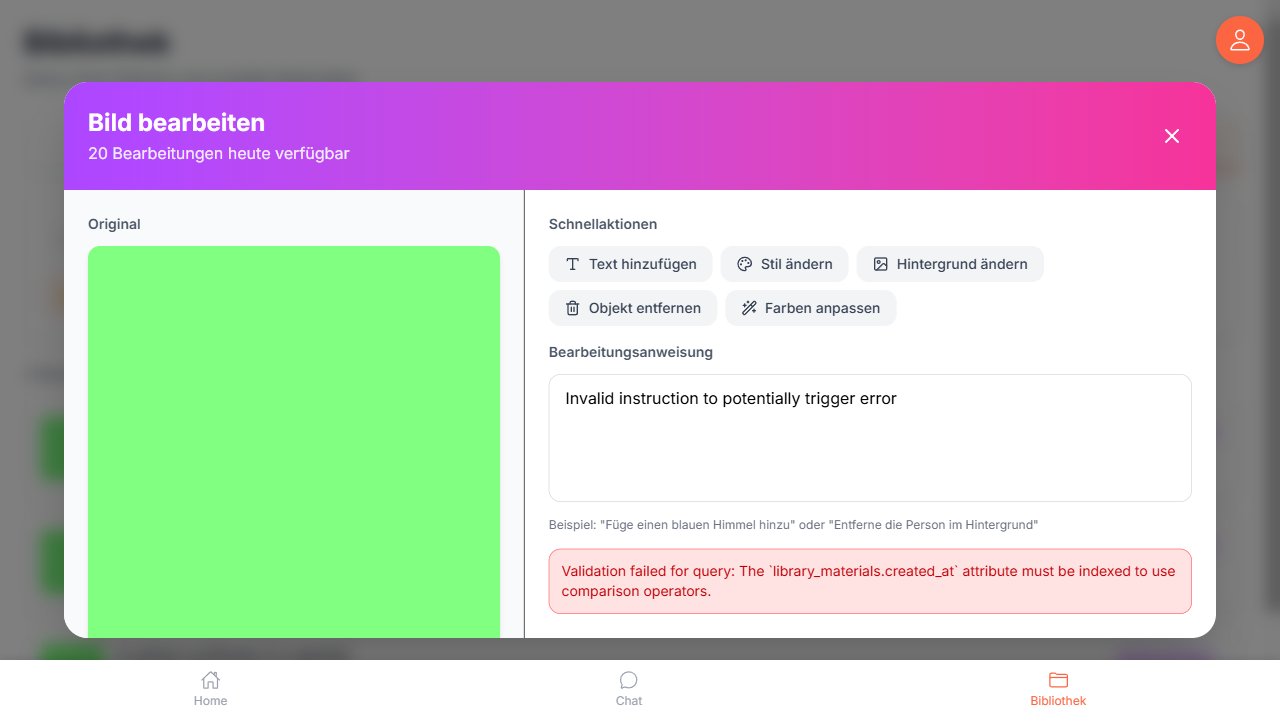 Bibliothek
Bild bearbeiten
20 Bearbeitungen heute verfügbar
Original
Schnellaktionen
Text hinzufügen
Stil ändern
Hintergrund ändern
Objekt entfernen
Farben anpassen
Bearbeitungsanweisung
Invalid instruction to potentially trigger error
Beispiel: "Füge einen blauen Himmel hinzu" oder "Entferne die Person im Hintergrund"
Validation failed for query: The `library_materials.created_at` attribute must be indexed to use
comparison operators.
Home
Chat
Bibliothek